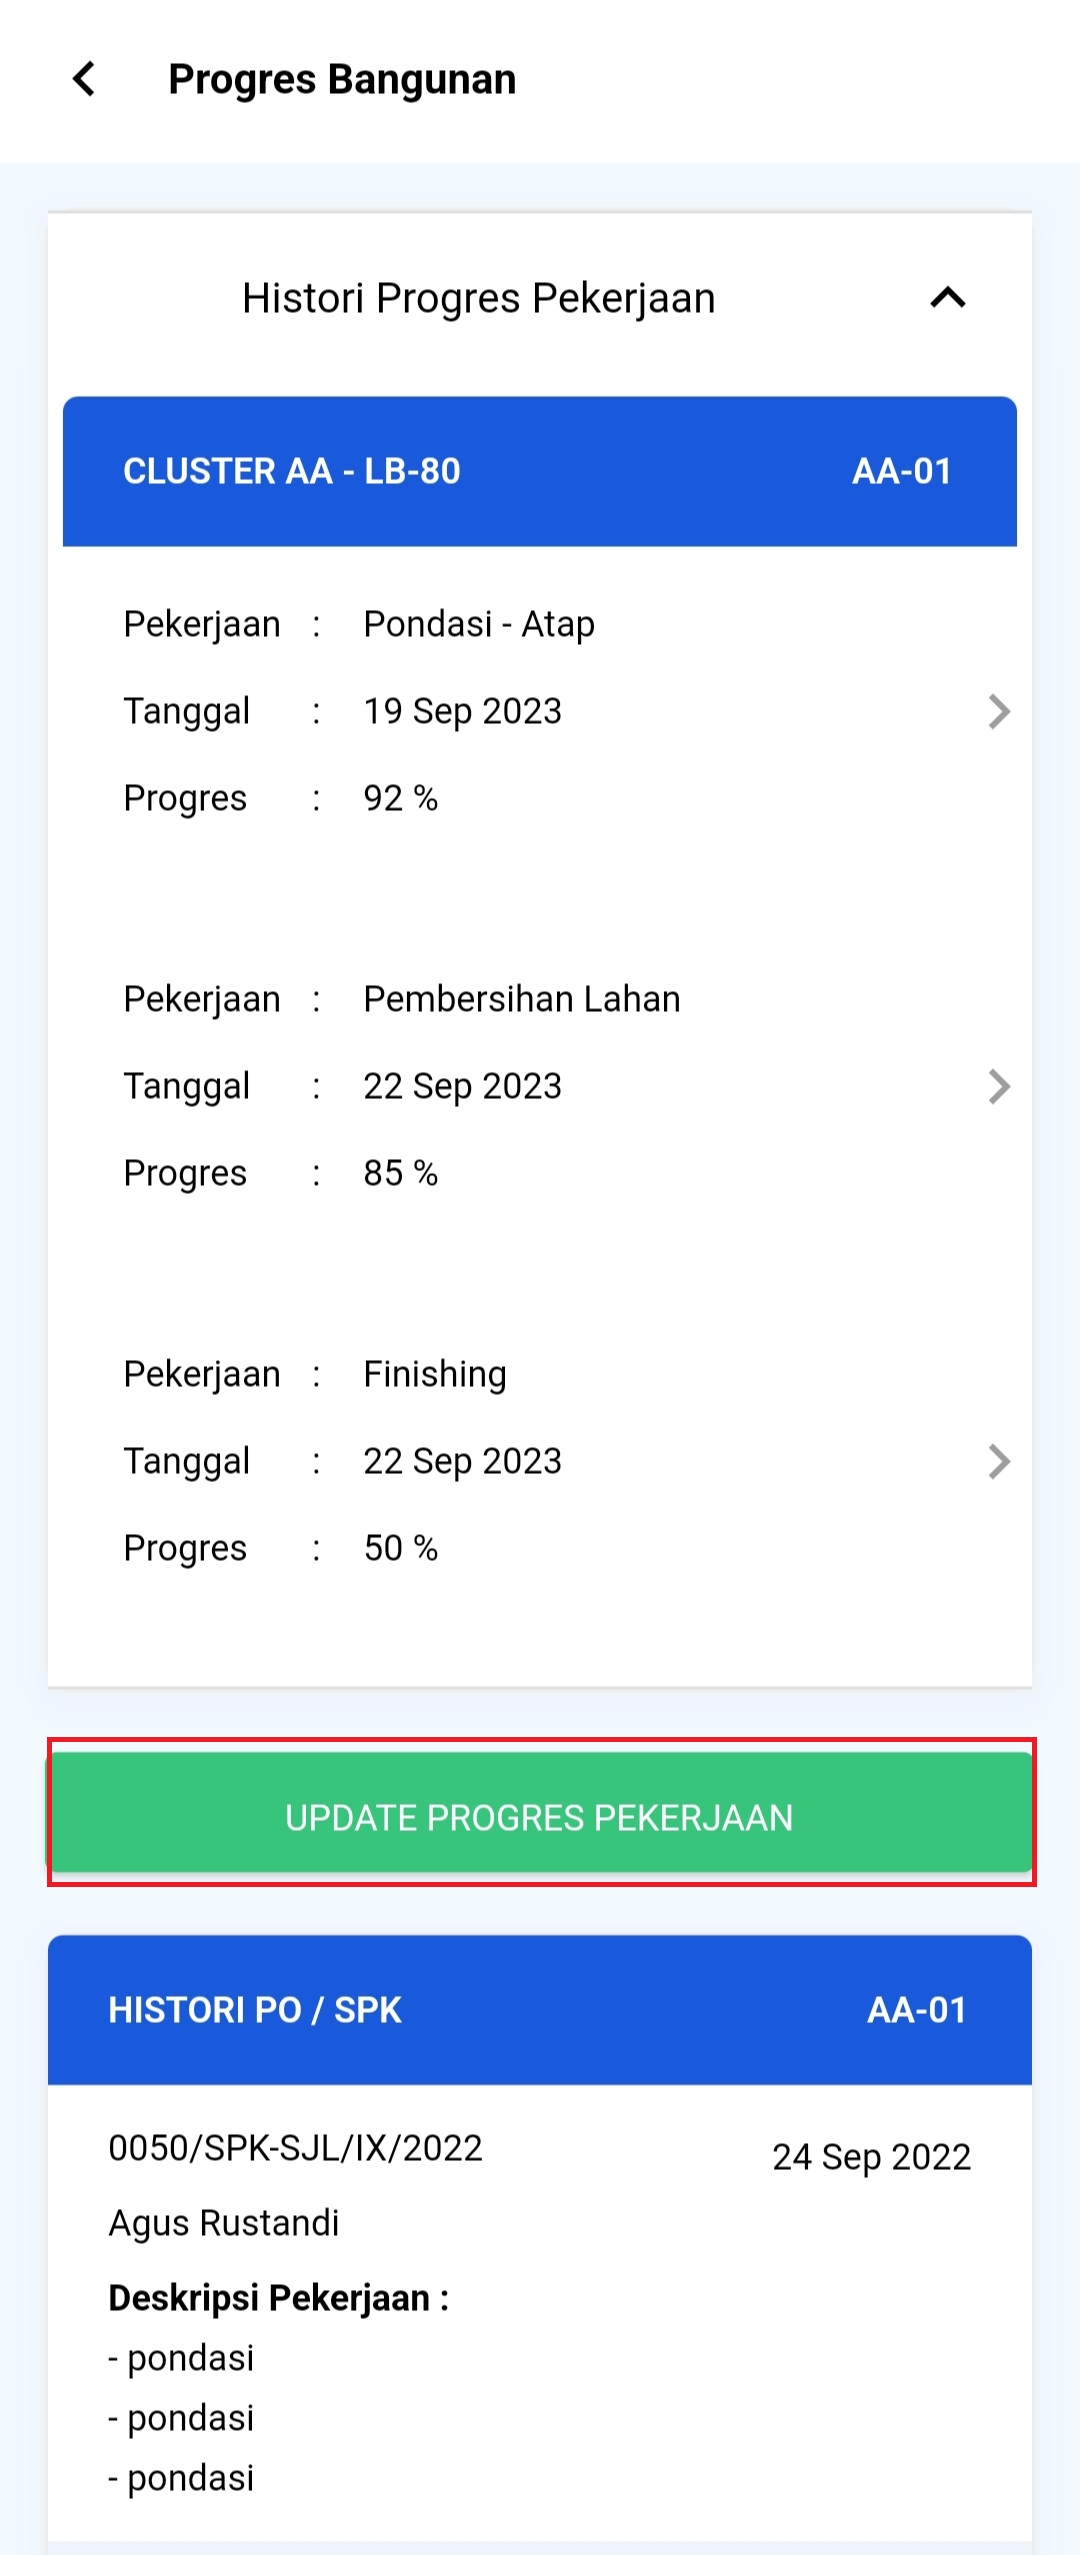 Progres Bangunan
Histori Progres Pekerjaan
CLUSTER AA - LB-80 AA-01
Pekerjaan : Pondasi - Atap
Tanggal : 19 Sep 2023
Progres : 92 %
Pekerjaan : Pembersihan Lahan
Tanggal : 22 Sep 2023
Progres : 85 %
Pekerjaan : Finishing
Tanggal : 22 Sep 2023
Progres : 50 %
UPDATE PROGRES PEKERJAAN
HISTORI PO / SPK AA-01
0050/SPK-SJL/IX/2022 24 Sep 2022
Agus Rustandi
Deskripsi Pekerjaan :
- pondasi
- pondasi
- pondasi